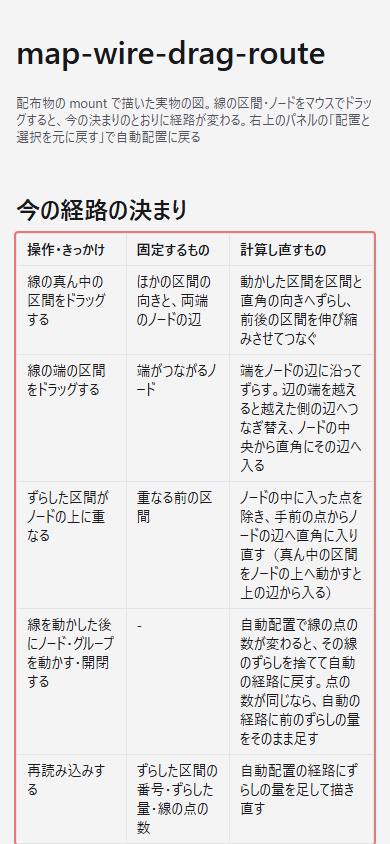 map-wire-drag-route
配布物の mount で描いた実物の図。線の区間・ノードをマウスでドラッ
グすると、今の決まりのとおりに経路が変わる。右上のパネルの「配置と
選択を元に戻す」で自動配置に戻る
今の経路の決まり
操作・きっかけ
固定するもの
計算し直すもの
線の真ん中の
区間をドラッグ
する
ほかの区間の
向きと、両端
のノードの辺
動かした区間を区間と
直角の向きへずらし、
前後の区間を伸び縮
みさせてつなぐ
線の端の区間
をドラッグする
端がつながるノ
ード
端をノードの辺に沿って
ずらす。辺の端を越え
ると越えた側の辺へつ
なぎ替え、ノードの中
央から直角にその辺へ
入る
ずらした区間が
ノードの上に重
なる
重なる前の区
間
ノードの中に入った点を
除き、手前の点からノ
ードの辺へ直角に入り
直す（真ん中の区間
をノードの上へ動かすと
上の辺から入る）
線を動かした後
にノード・グループ
を動かす・開閉
する
-
自動配置で線の点の
数が変わると、その線
のずらしを捨てて自動
の経路に戻す。点の
数が同じなら、自動の
経路に前のずらしの量
をそのまま足す
再読み込みす
る
ずらした区間の
番号・ずらした
量・線の点の
数
自動配置の経路にず
らしの量を足して描き
直す